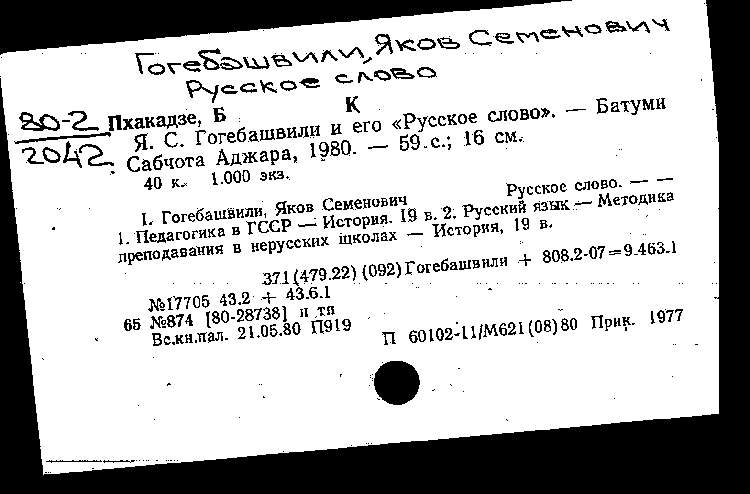 Гогебашвили, Яков Семенович
Русское слово
80-2
2042
Пхакадзе, Б К
Я. С. Гогебашвили и его «Русское слово». — Батуми
Сабчота Аджара, 1980. — 59 с.; 16 см.
40 к. 1.000 экз.
I. Гогебашвили, Яков Семенович Русское слово. — —
1. Педагогика в ГССР — История. 19 в. 2. Русский язык — Методика
преподавания в нерусских школах — История, 19 в.
371(479.22)(092)Гогебашвили + 808.2-07=9.463.1
№17705 43.2 + 43.6.1
65 №874 [80-28738] п тп
Вс.кн.пал. 21.05.80 П919
П 60102-11/М621(08)80 Прик. 1977